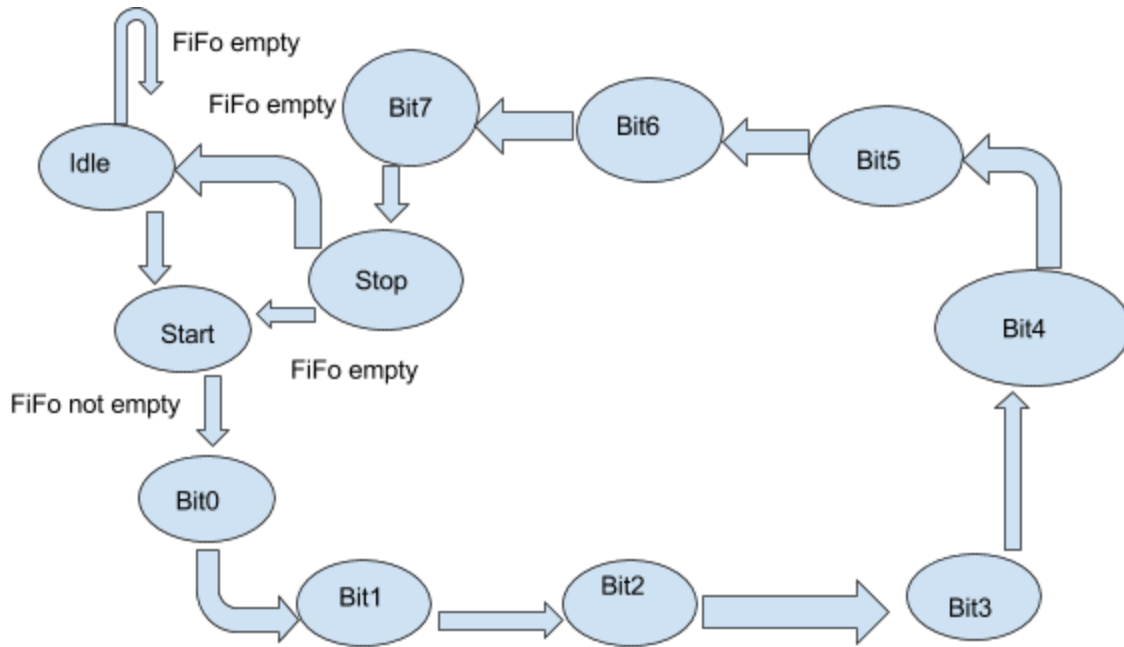 FiFo empty
FiFo empty
Bit7
Bit6
Bit5
Idle
Stop
Start
Bit4
FiFo empty
FiFo not empty
Bit0
Bit1
Bit2
Bit3